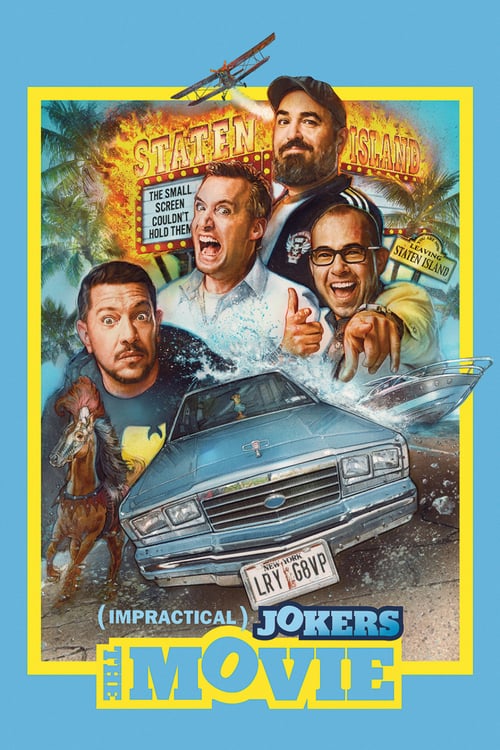 STATEN ISLAND
THE SMALL
SCREEN
COULDN'T
HOLD THEM
LEAVING
STATEN ISLAND
NEW YORK
LRY G8VP
(IMPRACTICAL) JOKERS
THE MOVIE